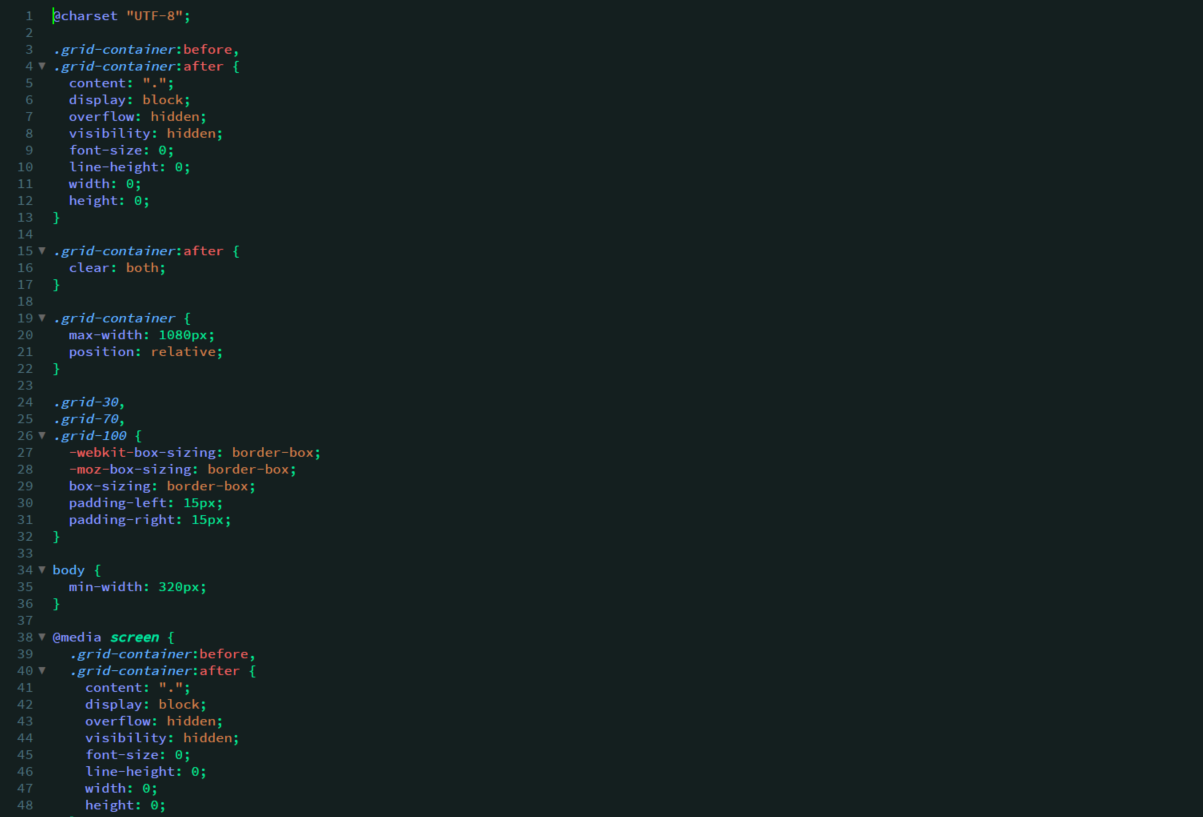 1 @charset "UTF-8";
2
3 .grid-container:before,
4 .grid-container:after {
5   content: ".";
6   display: block;
7   overflow: hidden;
8   visibility: hidden;
9   font-size: 0;
10   line-height: 0;
11   width: 0;
12   height: 0;
13 }
14
15 .grid-container:after {
16   clear: both;
17 }
18
19 .grid-container {
20   max-width: 1080px;
21   position: relative;
22 }
23
24 .grid-30,
25 .grid-70,
26 .grid-100 {
27   -webkit-box-sizing: border-box;
28   -moz-box-sizing: border-box;
29   box-sizing: border-box;
30   padding-left: 15px;
31   padding-right: 15px;
32 }
33
34 body {
35   min-width: 320px;
36 }
37
38 @media screen {
39   .grid-container:before,
40   .grid-container:after {
41     content: ".";
42     display: block;
43     overflow: hidden;
44     visibility: hidden;
45     font-size: 0;
46     line-height: 0;
47     width: 0;
48     height: 0;